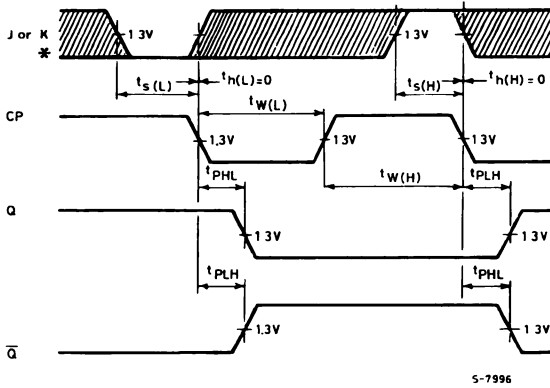 J or K
*
1.3V
1.3V
ts(L)
th(L)=0
ts(H)
th(H)=0
tW(L)
CP
1.3V
1.3V
1.3V
tPHL
tW(H)
tPLH
Q
1.3V
1.3V
tPLH
tPHL
1.3V
1.3V
Q̅
S-7996